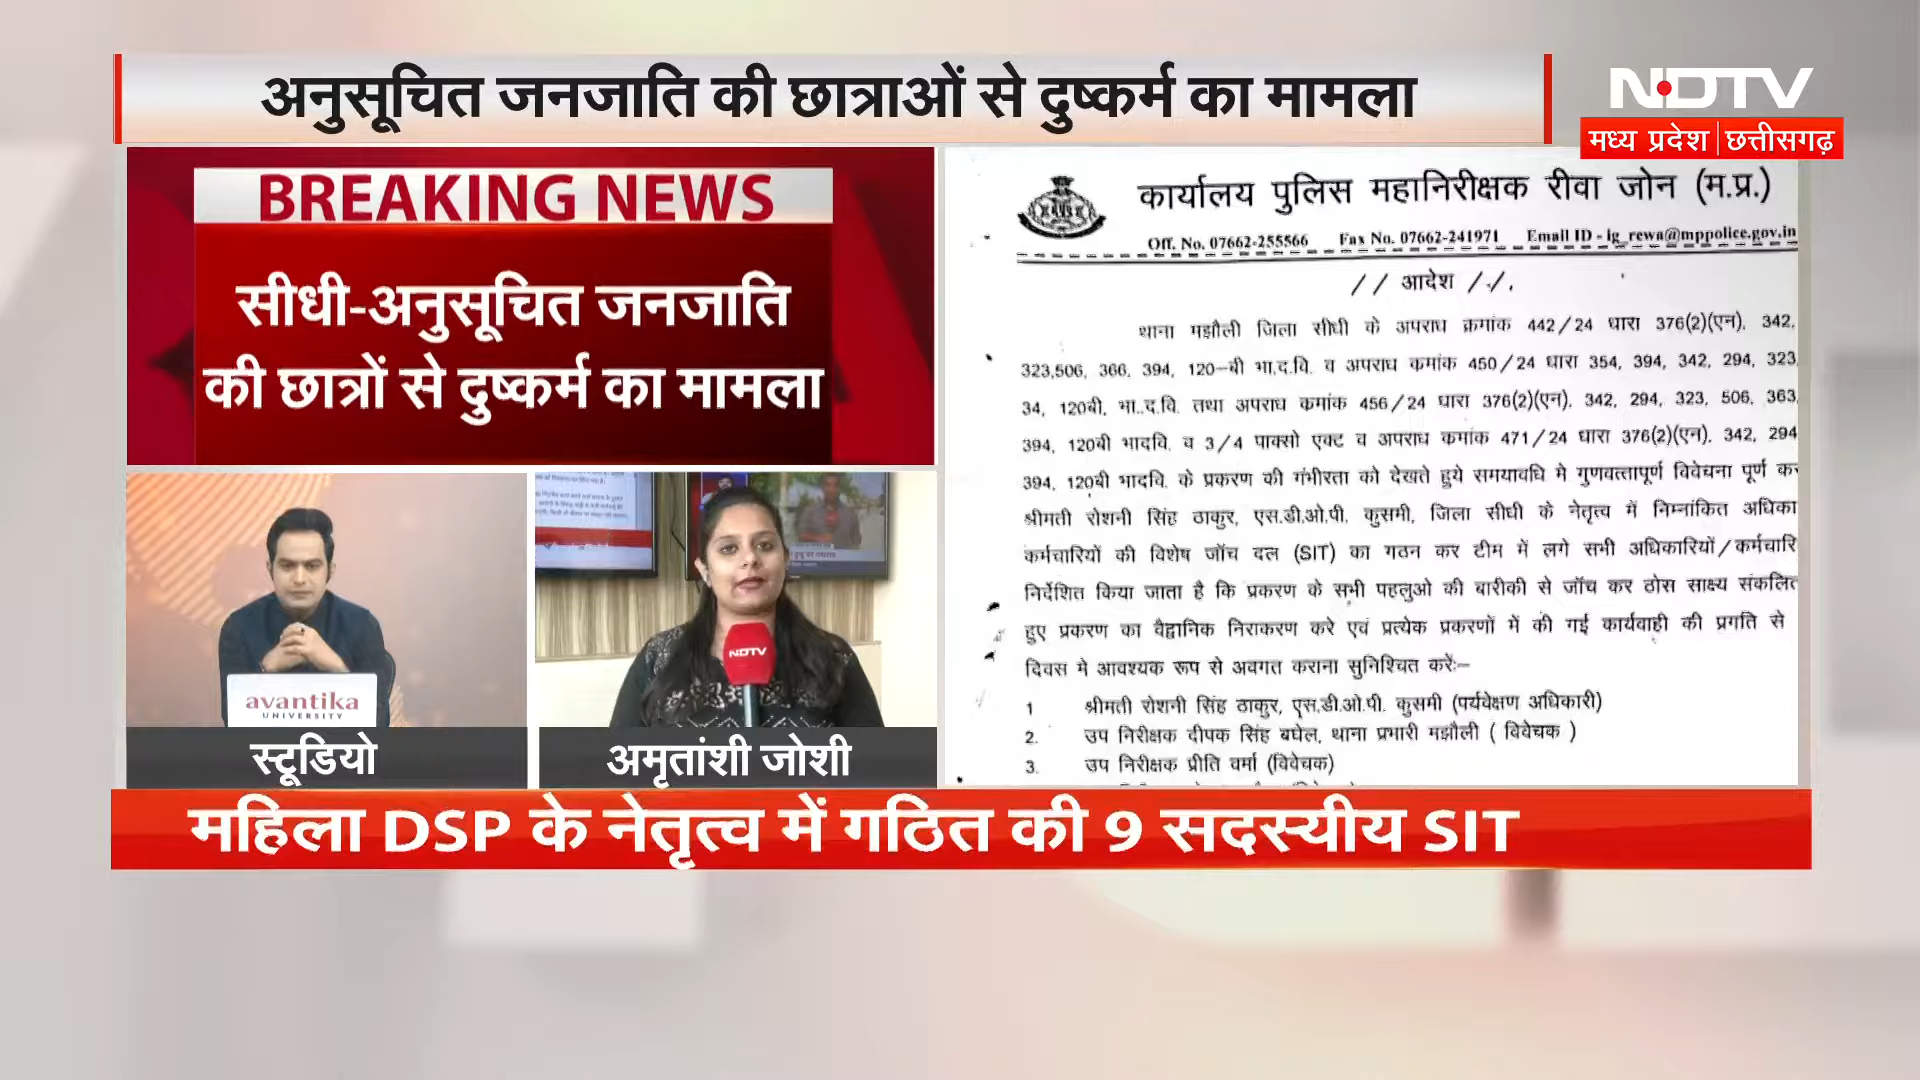 अनुसूचित जनजाति की छात्राओं से दुष्कर्म का मामला
NDTV
मध्य प्रदेश | छत्तीसगढ़
BREAKING NEWS
सीधी-अनुसूचित जनजाति
की छात्रों से दुष्कर्म का मामला
कार्यालय पुलिस महानिरीक्षक रीवा जोन (म.प्र.)
Off. No. 07662-255566 Fax No. 07662-241971 Email ID - ig_rewa@mppolice.gov.in
// आदेश //
थाना मझौली जिला सीधी के अपराध क्रमांक 442/24 धारा 376(2)(एन), 342,
323,506, 366, 394, 120-बी भा.द.वि. व अपराध कमांक 450/24 धारा 354, 394, 342, 294, 323,
34, 120बी, भा..द.वि. तथा अपराध कमांक 456/24 धारा 376(2)(एन), 342, 294, 323, 506, 363,
394, 120बी भादवि. व 3/4 पाक्सो एक्ट व अपराध कमांक 471/24 धारा 376(2)(एन), 342, 294
394, 120बी भादवि. के प्रकरण की गंभीरता को देखते हुये समयावधि मे गुणवत्तापूर्ण विवेचना पूर्ण
श्रीमती रोशनी सिंह ठाकुर, एस.डी.ओ.पी. कुसमी, जिला सीधी के नेतृत्व में निम्नांकित
कर्मचारियों की विशेष जॉच दल (SIT) का गठन कर टीम में लगे सभी अधिकारियों/
निर्देशित किया जाता है कि प्रकरण के सभी पहलुओ की बारीकी से जॉच कर ठोस साक्ष्य
हुए प्रकरण का वैद्वानिक निराकरण करे एवं प्रत्येक प्रकरणों में की गई कार्यवाही की प्रगति से
दिवस मे आवश्यक रूप से अवगत कराना सुनिश्चित करें:-
1 श्रीमती रोशनी सिंह ठाकुर, एस.डी.ओ.पी. कुसमी (पर्यवेक्षण अधिकारी)
2. उप निरीक्षक दीपक सिंह बघेल, थाना प्रभारी मझौली ( विवेचक )
3. उप निरीक्षक प्रीति वर्मा (विवेचक)
avantika
UNIVERSITY
NDTV
स्टूडियो
अमृतांशी जोशी
महिला DSP के नेतृत्व में गठित की 9 सदस्यीय SIT